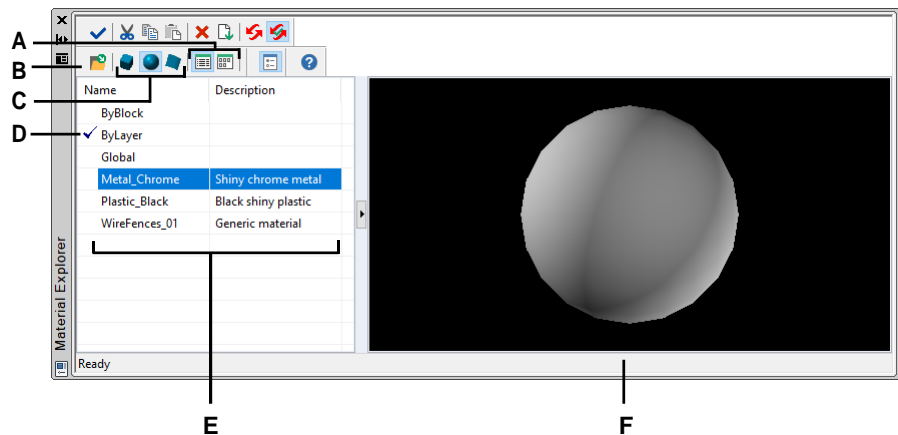 A
B
C
D
Name Description
ByBlock
ByLayer
Global
Metal_Chrome Shiny chrome metal
Plastic_Black Black shiny plastic
WireFences_01 Generic material
Material Explorer
Ready
E
F